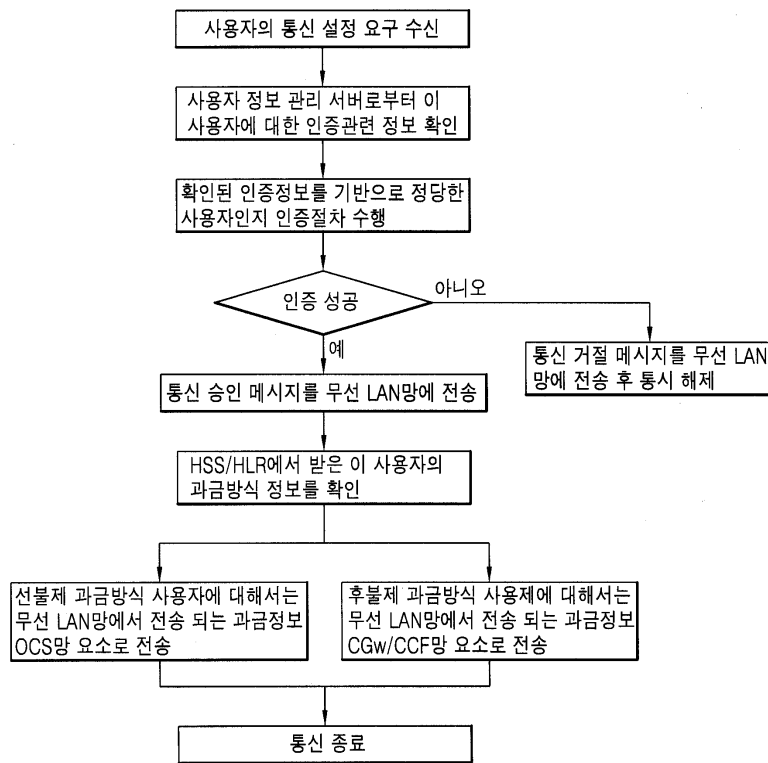 사용자의 통신 설정 요구 수신
사용자 정보 관리 서버로부터 이
사용자에 대한 인증관련 정보 확인
확인된 인증정보를 기반으로 정당한
사용자인지 인증절차 수행
인증 성공
아니오
예
통신 거절 메시지를 무선 LAN
망에 전송 후 통시 해제
통신 승인 메시지를 무선 LAN망에 전송
HSS/HLR에서 받은 이 사용자의
과금방식 정보를 확인
선불제 과금방식 사용자에 대해서는
무선 LAN망에서 전송 되는 과금정보
OCS망 요소로 전송
후불제 과금방식 사용제에 대해서는
무선 LAN망에서 전송 되는 과금정보
CGw/CCF망 요소로 전송
통신 종료